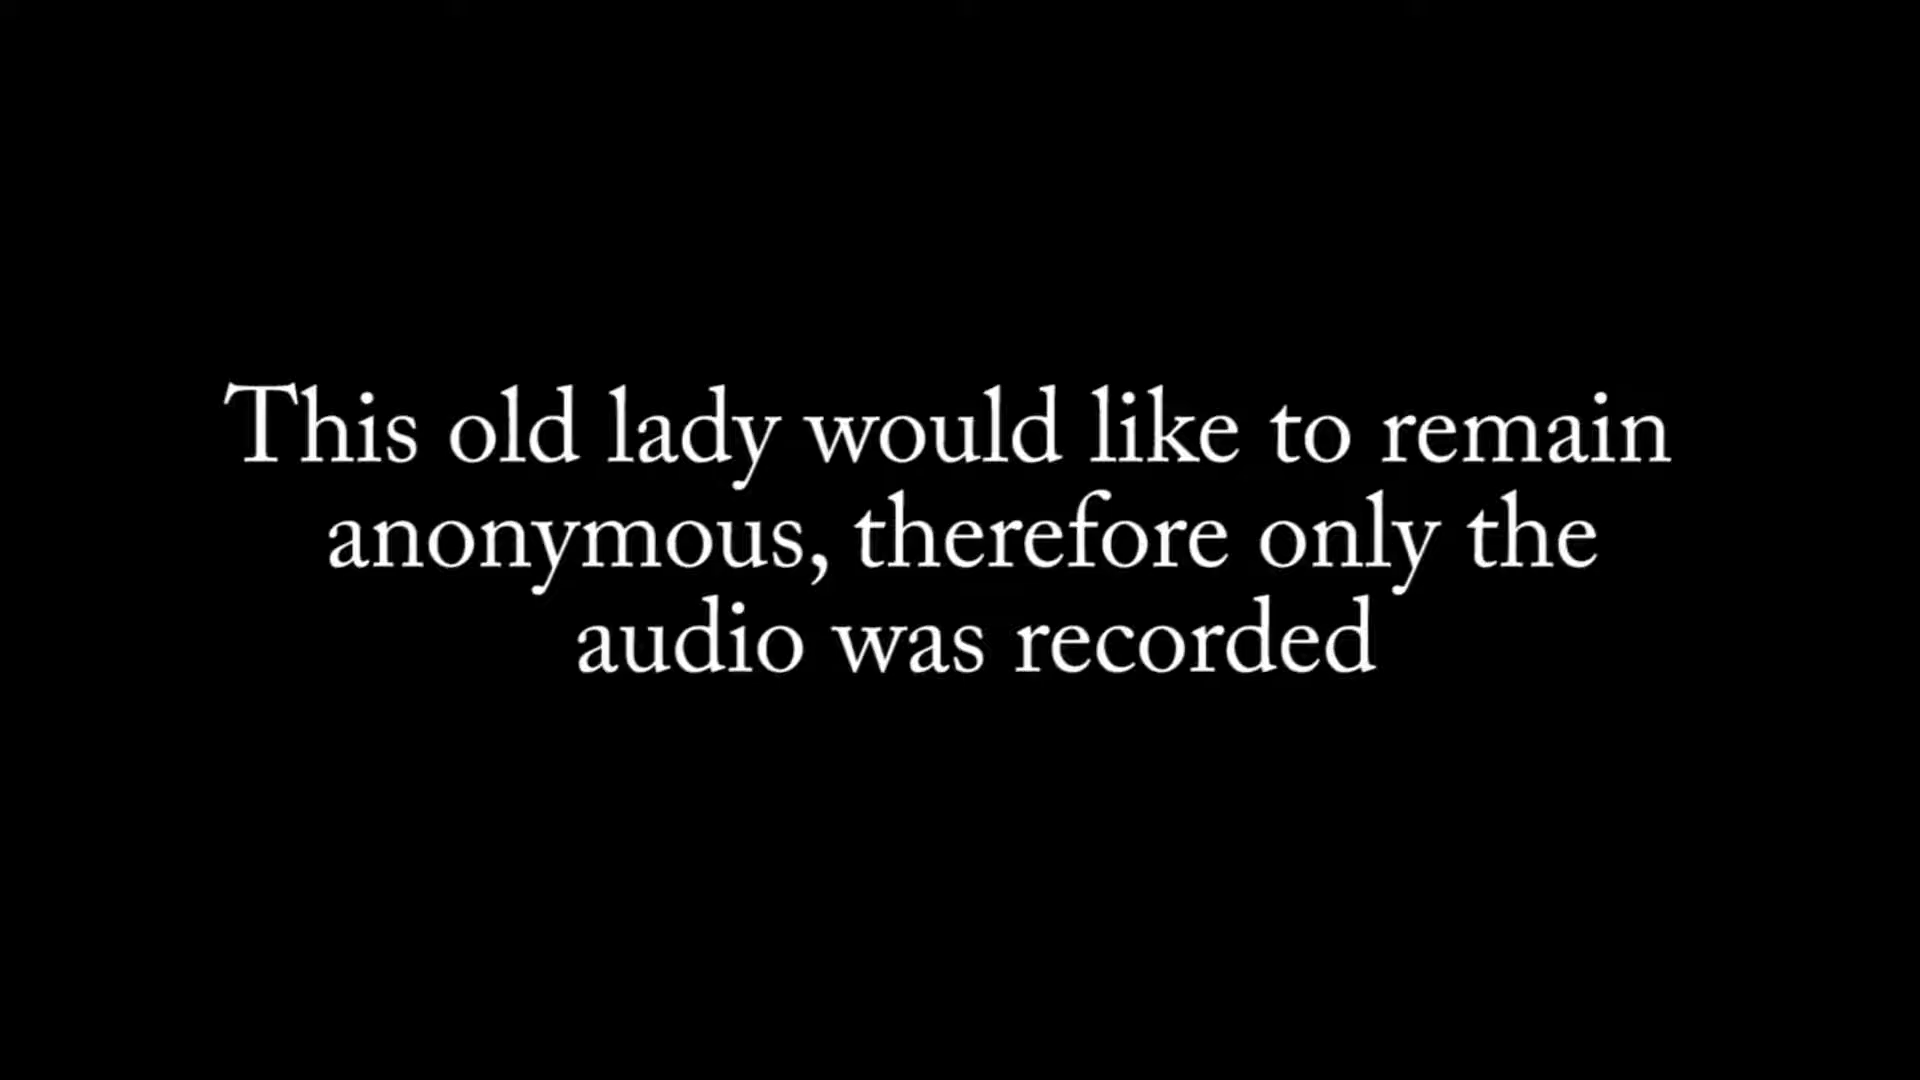 This old lady would like to remain
anonymous, therefore only the
audio was recorded